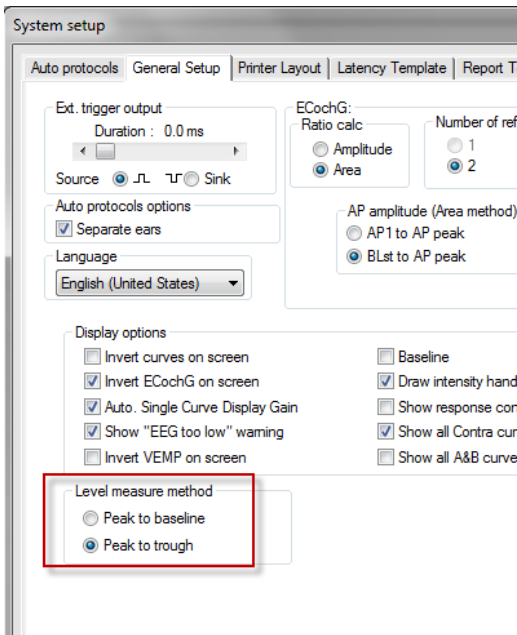 System setup
Auto protocols General Setup Printer Layout Latency Template Report T
Ext. trigger output
Duration : 0.0 ms
Source Sink
Auto protocols options
Separate ears
Language
English (United States)
ECochG:
Ratio calc
Amplitude
Area
Number of ref
1
2
AP amplitude (Area method)
AP1 to AP peak
BLst to AP peak
Display options
Invert curves on screen
Invert ECochG on screen
Auto. Single Curve Display Gain
Show "EEG too low" warning
Invert VEMP on screen
Baseline
Draw intensity hand
Show response con
Show all Contra cur
Show all A&B curve
Level measure method
Peak to baseline
Peak to trough